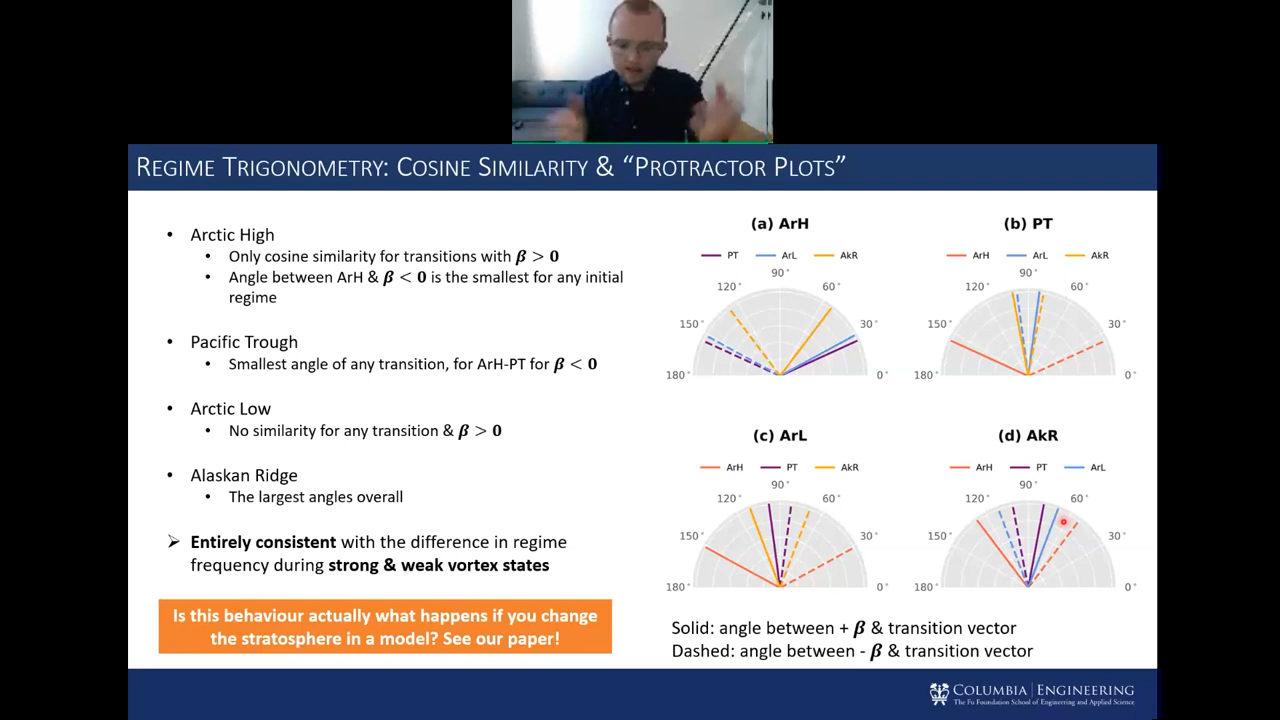 REGIME TRIGONOMETRY: COSINE SIMILARITY & “PROTRACTOR PLOTS”
• Arctic High
• Only cosine similarity for transitions with β > 0
• Angle between ArH & β < 0 is the smallest for any initial
regime
• Pacific Trough
• Smallest angle of any transition, for ArH-PT for β < 0
• Arctic Low
• No similarity for any transition & β > 0
• Alaskan Ridge
• The largest angles overall
➢ Entirely consistent with the difference in regime
frequency during strong & weak vortex states
Is this behaviour actually what happens if you change
the stratosphere in a model? See our paper!
(a) ArH
PT ArL AkR
90°
120° 60°
150° 30°
180° 0°
(b) PT
ArH ArL AkR
90°
120° 60°
150° 30°
180° 0°
(c) ArL
ArH PT AkR
90°
120° 60°
150° 30°
180° 0°
(d) AkR
ArH PT ArL
90°
120° 60°
150° 30°
180° 0°
Solid: angle between + β & transition vector
Dashed: angle between - β & transition vector
COLUMBIA | ENGINEERING
The Fu Foundation School of Engineering and Applied Science